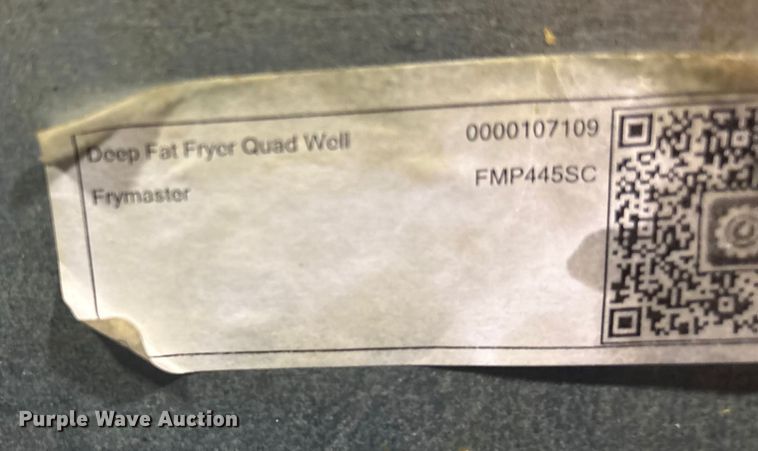 Deep Fat Fryer Quad Well 0000107109
Frymaster FMP445SC
Purple Wave Auction